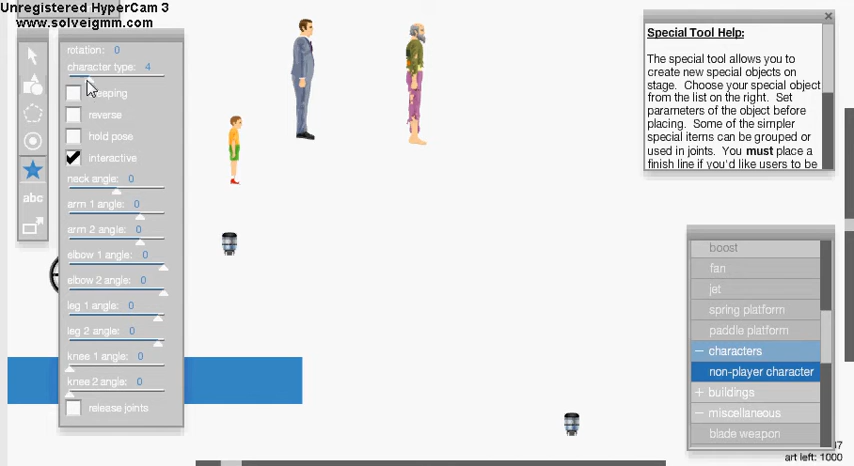 Unregistered HyperCam 3
www.solveigmm.com
rotation: 0
character type: 4
reverse
hold pose
interactive
neck angle: 0
arm 1 angle: 0
arm 2 angle: 0
elbow 1 angle: 0
elbow 2 angle: 0
leg 1 angle: 0
leg 2 angle: 0
knee 1 angle: 0
knee 2 angle: 0
release joints
abc
Special Tool Help:
The special tool allows you to
create new special objects on
stage. Choose your special object
from the list on the right. Set
parameters of the object before
placing. Some of the simpler
special items can be grouped or
used in joints. You must place a
finish line if you'd like users to be
boost
fan
jet
spring platform
paddle platform
− characters
non-player character
+ buildings
− miscellaneous
blade weapon
art left: 1000